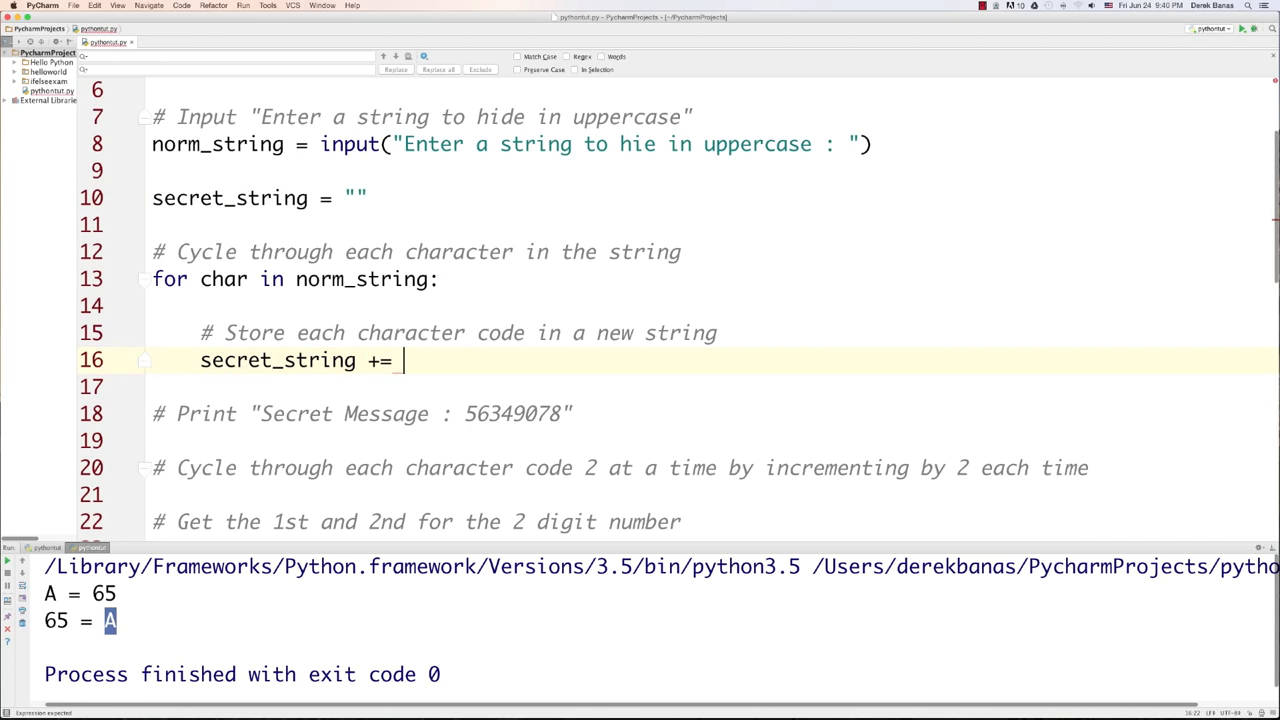 PyCharm File Edit View Navigate Code Refactor Run Tools VCS Window Help
10 Fri Jun 24 9:40 PM Derek Banas
pythontut.py - PycharmProjects - [~/PycharmProjects]
PycharmProjects pythontut.py pythontut
pythontut.py
Match Case Regex Words
Replace Replace all Exclude Preserve Case In Selection
PycharmProject
Hello Python
helloworld
ifelseexam
pythontut.py
External Librarie
6
7 # Input "Enter a string to hide in uppercase"
8 norm_string = input("Enter a string to hie in uppercase : ")
9
10 secret_string = ""
11
12 # Cycle through each character in the string
13 for char in norm_string:
14
15 # Store each character code in a new string
16 secret_string +=
17
18 # Print "Secret Message : 56349078"
19
20 # Cycle through each character code 2 at a time by incrementing by 2 each time
21
22 # Get the 1st and 2nd for the 2 digit number
Run: pythontut pythontut
/Library/Frameworks/Python.framework/Versions/3.5/bin/python3.5 /Users/derekbanas/PycharmProjects/pytho
A = 65
65 = A
Process finished with exit code 0
Expression expected 16:22 LF÷ UTF-8÷